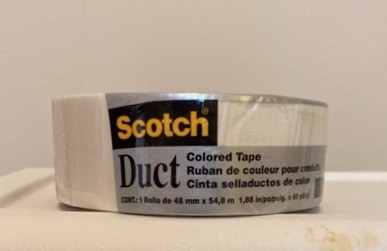 Scotch
Duct
Colored Tape
Ruban de couleur pour conduits
Cinta sellaductos de color
CONT.: 1 Rollo de 48 mm x 54,8 m 1,88 in/po/pulg. x 60 yd